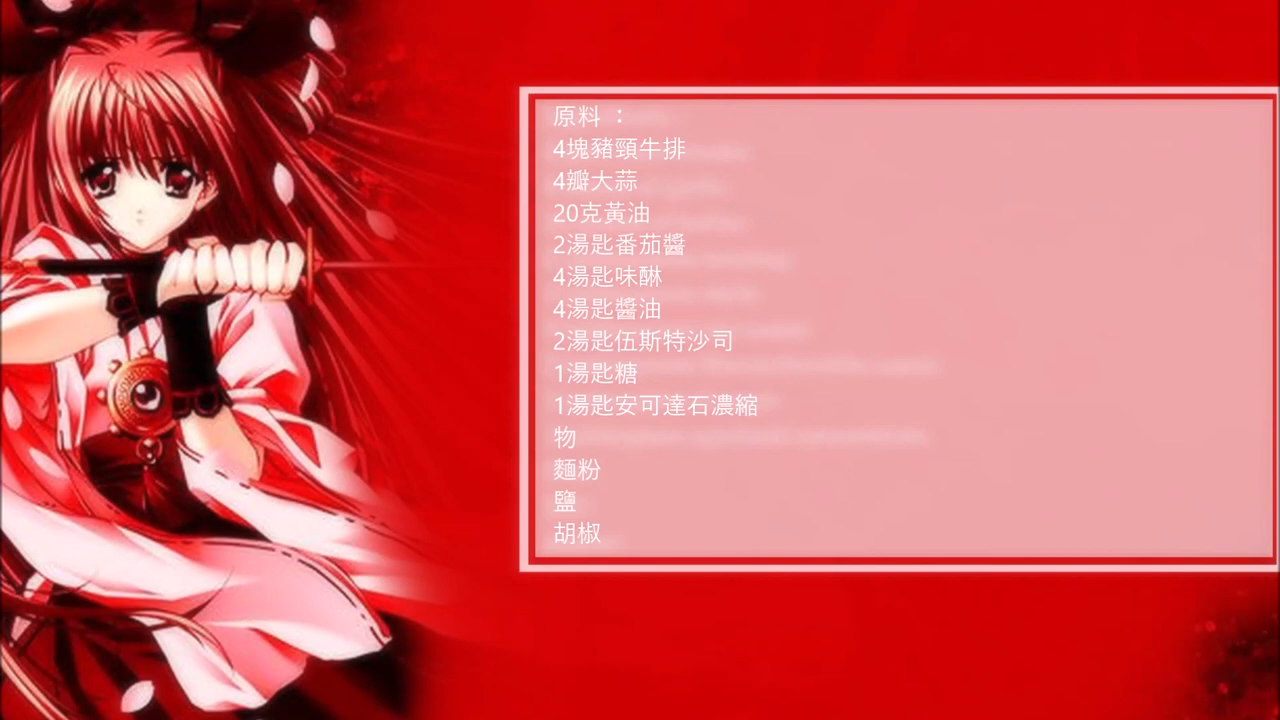 原料 ：
4塊豬頸牛排
4瓣大蒜
20克黃油
2湯匙番茄醬
4湯匙味醂
4湯匙醬油
2湯匙伍斯特沙司
1湯匙糖
1湯匙安可達石濃縮
物
麵粉
鹽
胡椒